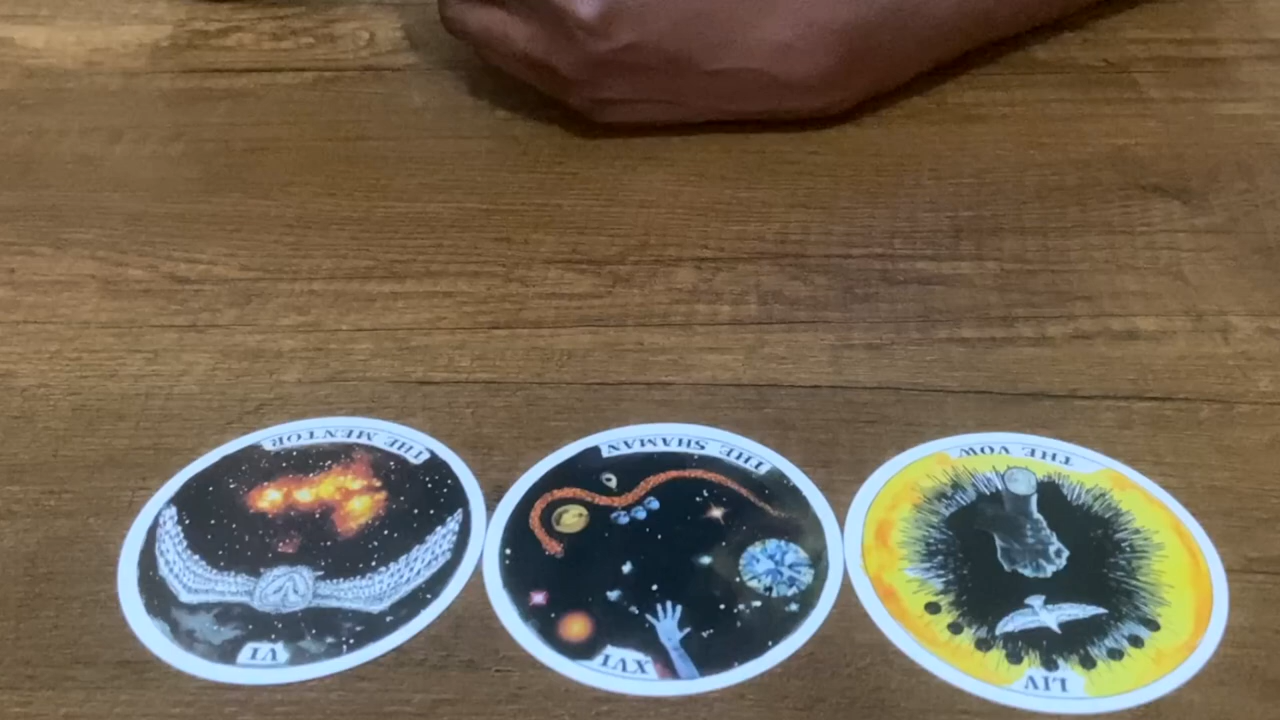 THE MENTOR
VI
THE SHAMAN
XVI
THE VOW
LIV